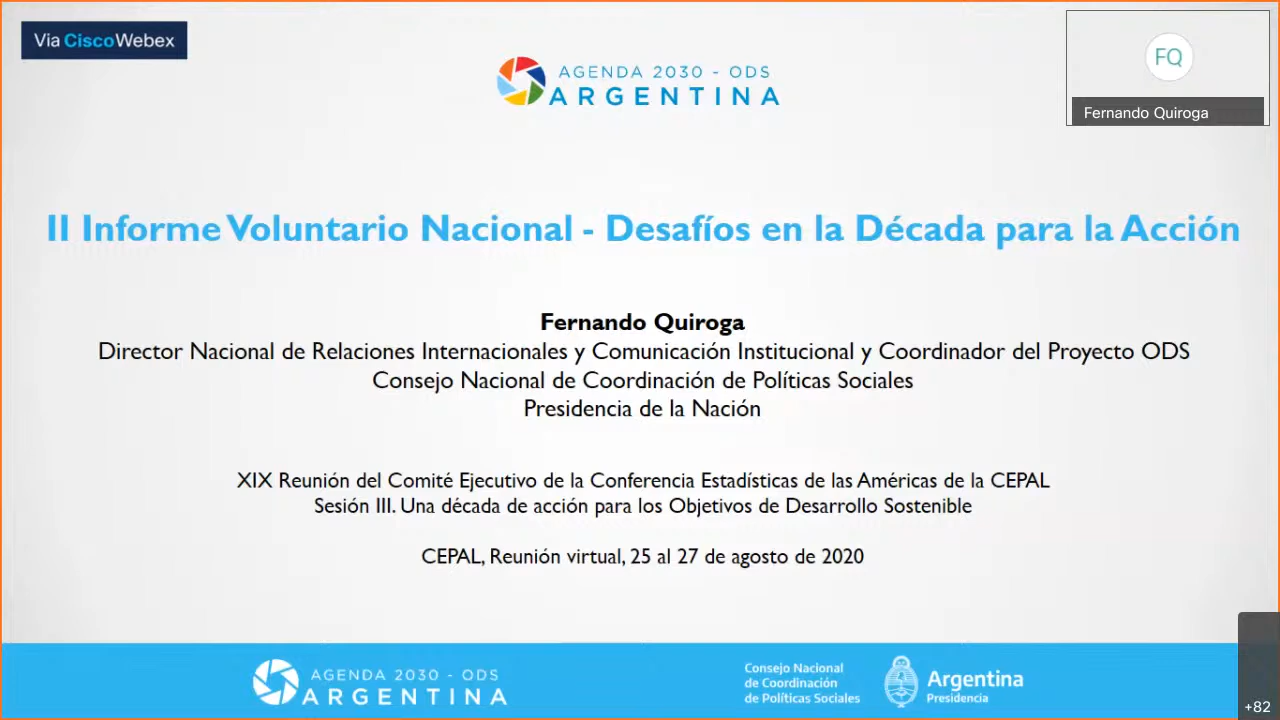 Via CiscoWebex
FQ
Fernando Quiroga
AGENDA 2030 - ODS
ARGENTINA
II Informe Voluntario Nacional - Desafíos en la Década para la Acción
Fernando Quiroga
Director Nacional de Relaciones Internacionales y Comunicación Institucional y Coordinador del Proyecto ODS
Consejo Nacional de Coordinación de Políticas Sociales
Presidencia de la Nación
XIX Reunión del Comité Ejecutivo de la Conferencia Estadísticas de las Américas de la CEPAL
Sesión III. Una década de acción para los Objetivos de Desarrollo Sostenible
CEPAL, Reunión virtual, 25 al 27 de agosto de 2020
AGENDA 2030 - ODS
ARGENTINA
Consejo Nacional
de Coordinación
de Políticas Sociales
Argentina
Presidencia
+82